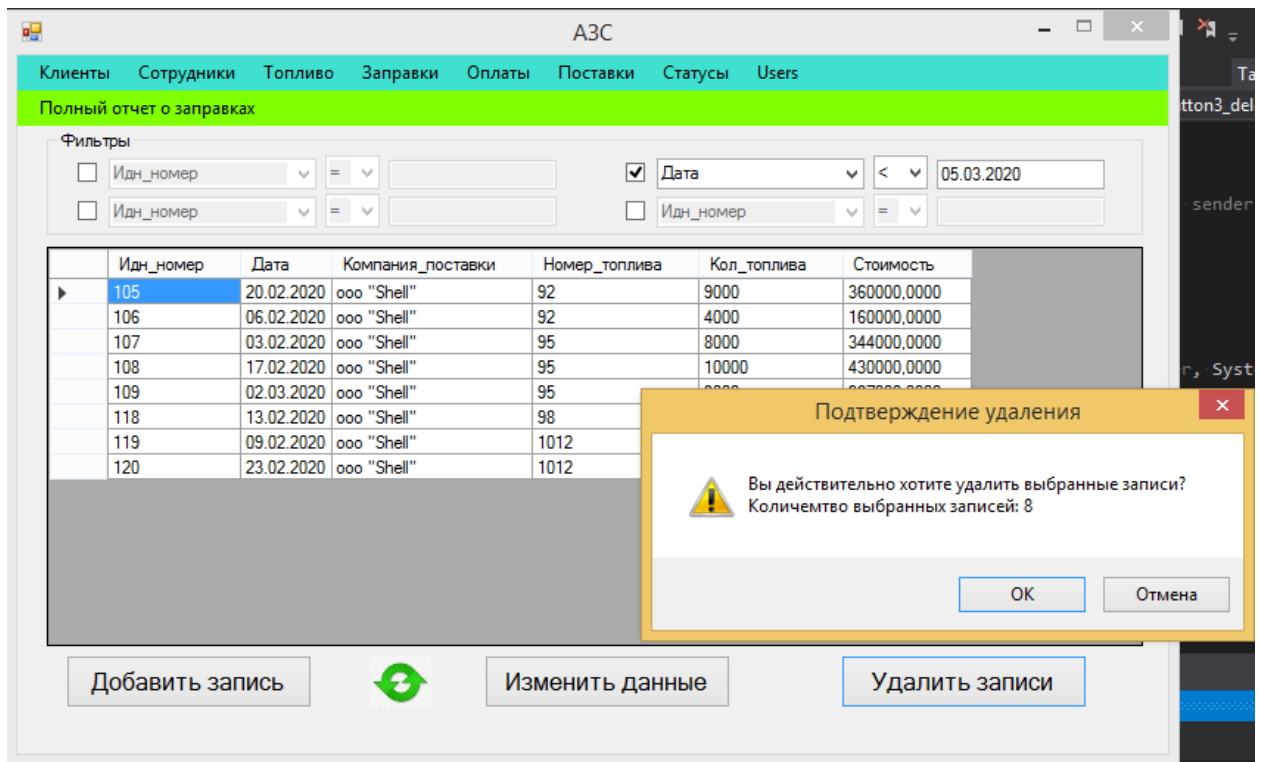 АЗС
Клиенты Сотрудники Топливо Заправки Оплаты Поставки Статусы Users
Полный отчет о заправках
Фильтры
Идн_номер = Дата < 05.03.2020
Идн_номер = Идн_номер =
Идн_номер Дата Компания_поставки Номер_топлива Кол_топлива Стоимость
105 20.02.2020 ооо "Shell" 92 9000 360000,0000
106 06.02.2020 ооо "Shell" 92 4000 160000,0000
107 03.02.2020 ооо "Shell" 95 8000 344000,0000
108 17.02.2020 ооо "Shell" 95 10000 430000,0000
109 02.03.2020 ооо "Shell" 95
118 13.02.2020 ооо "Shell" 98
119 09.02.2020 ооо "Shell" 1012
120 23.02.2020 ооо "Shell" 1012
Подтверждение удаления
Вы действительно хотите удалить выбранные записи?
Количемтво выбранных записей: 8
ОК Отмена
Добавить запись Изменить данные Удалить записи
Ta
tton3_del
sender
r, Syst